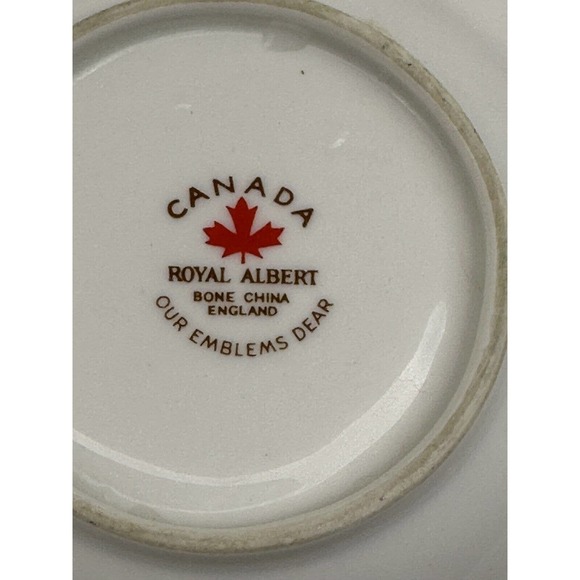 CANADA
ROYAL ALBERT
BONE CHINA
ENGLAND
OUR EMBLEMS DEAR